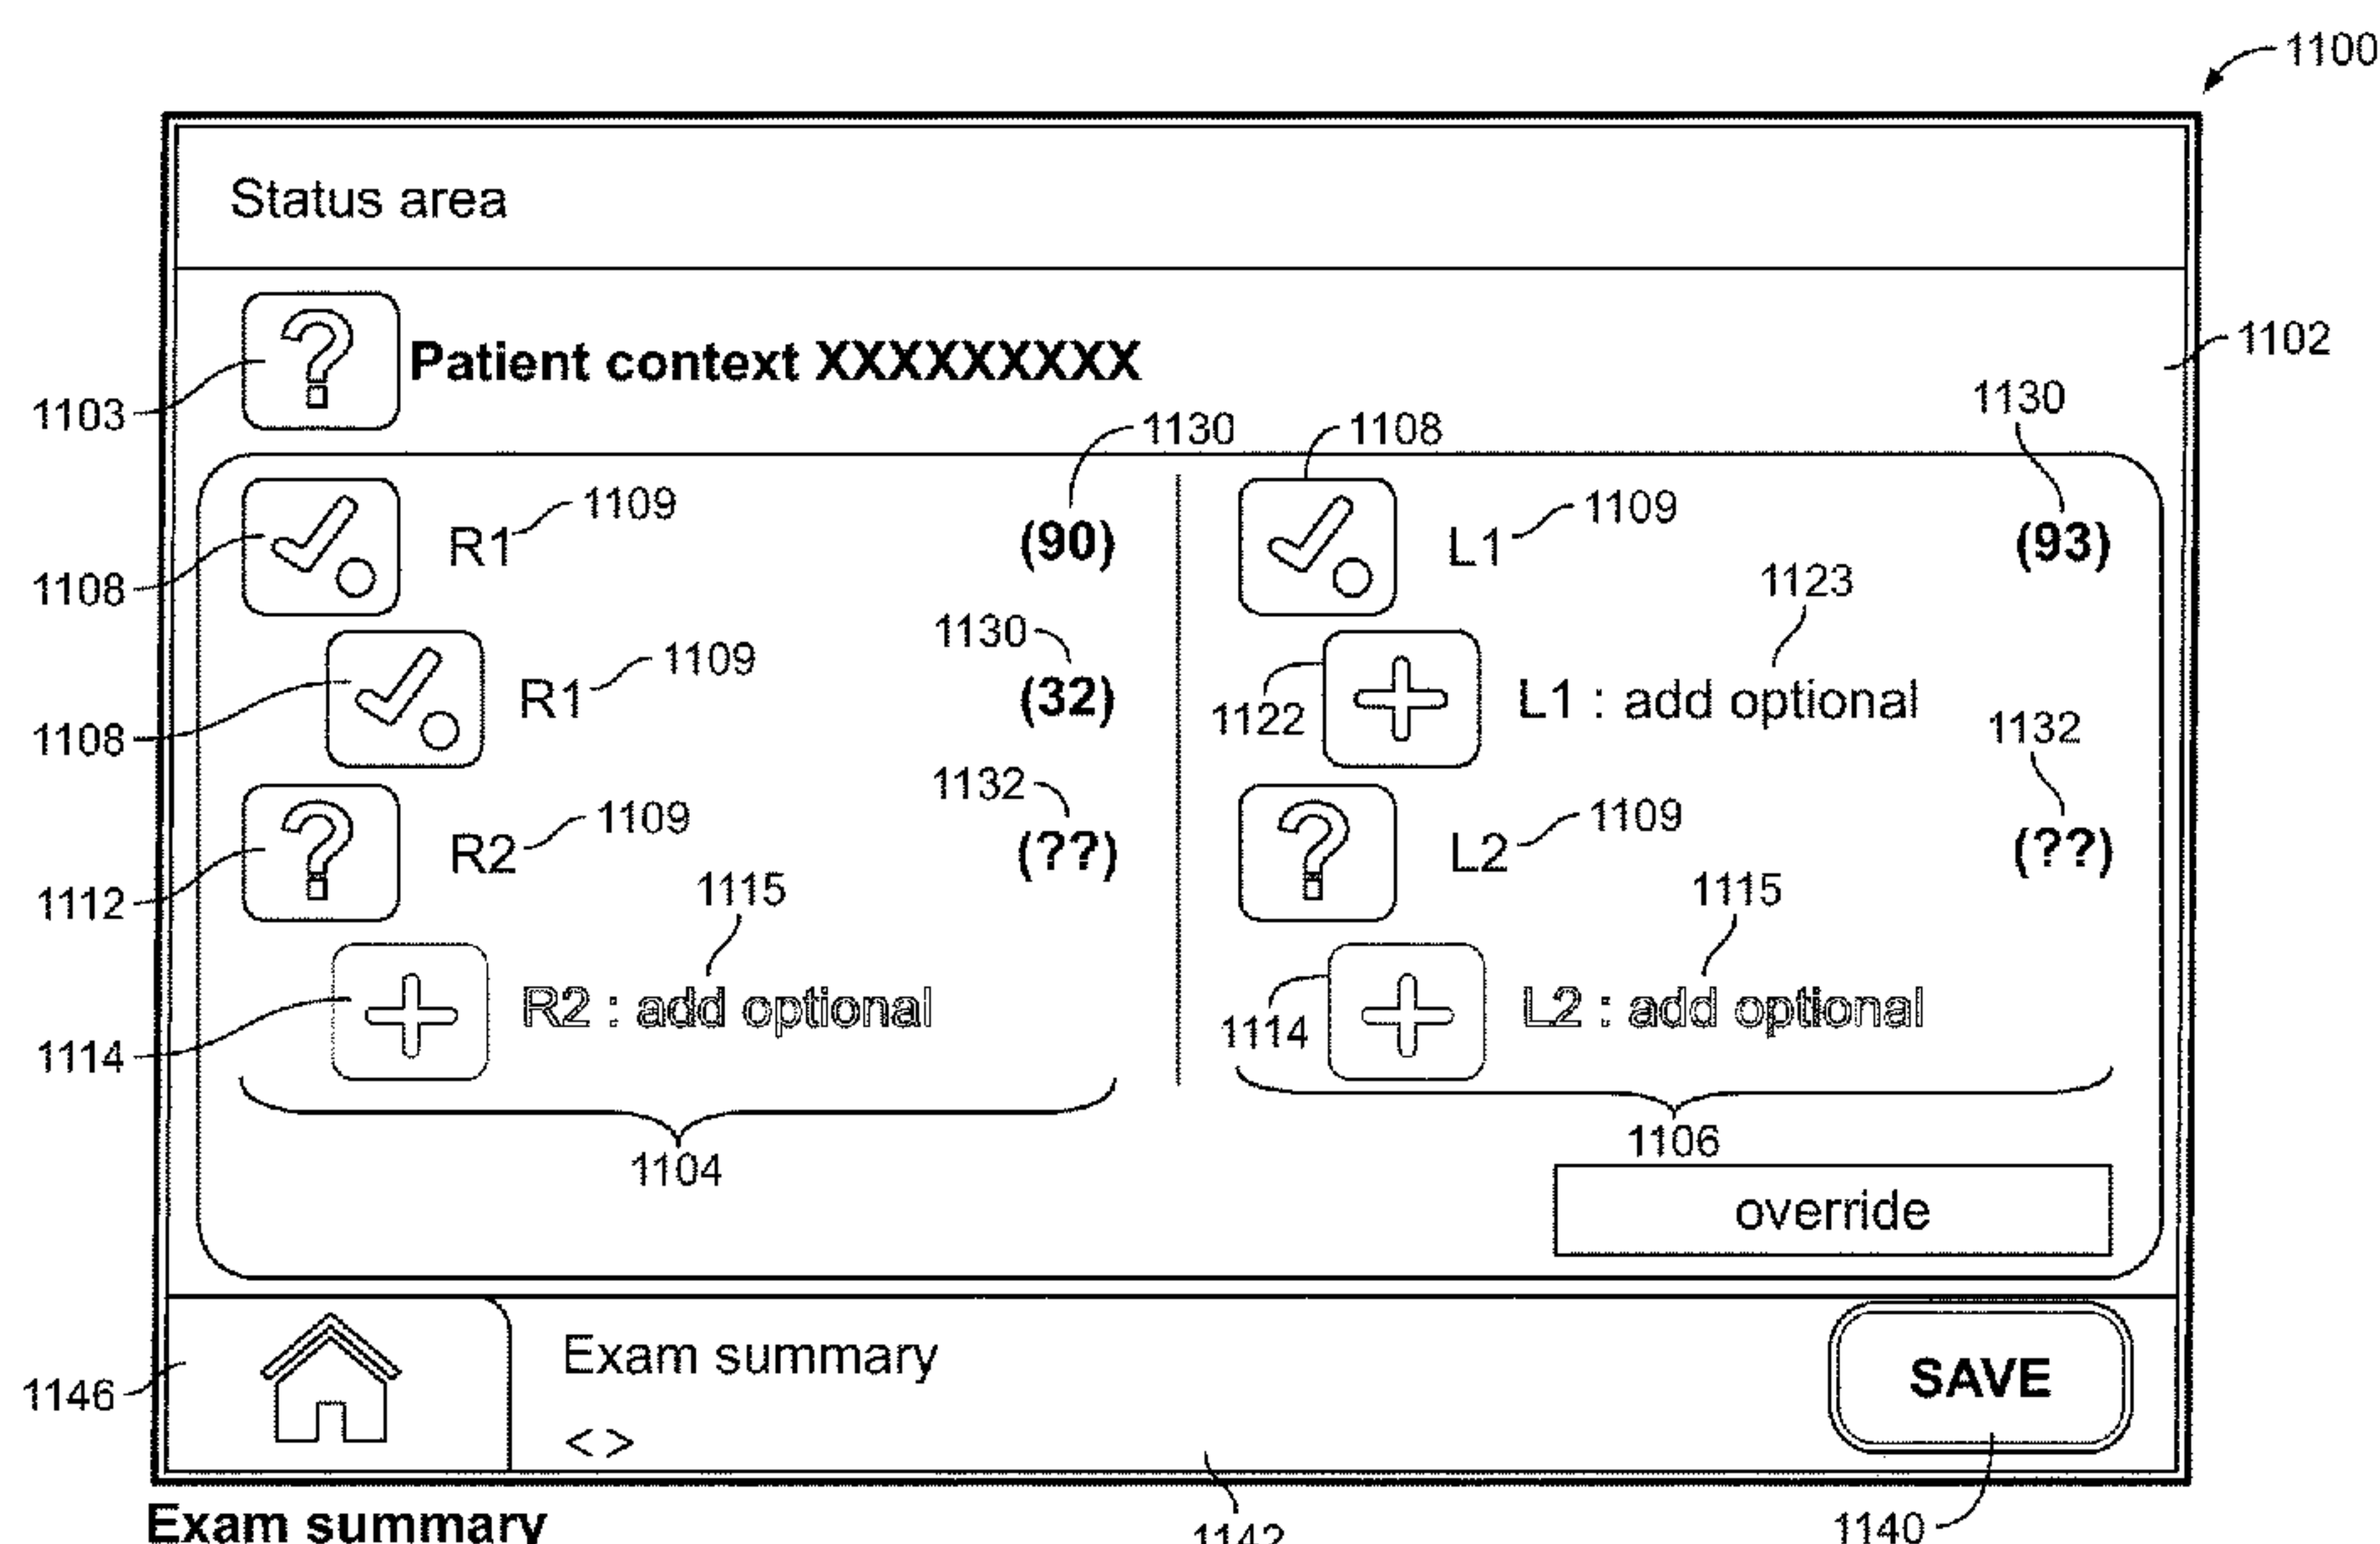 1100
Status area
? Patient context XXXXXXXXX
1102
1103
1130
1108
1130
R1 1109 (90)
L1 1109 (93)
1108
1123
R1 1109 1130 (32)
1122 L1 : add optional
1108
1132
1132
? R2 1109 (??)
? L2 1109 (??)
1112
1115
1115
R2 : add optional
1114 L2 : add optional
1114
1104
1106
override
1146
Exam summary
< >
SAVE
Exam summary
1142
1140